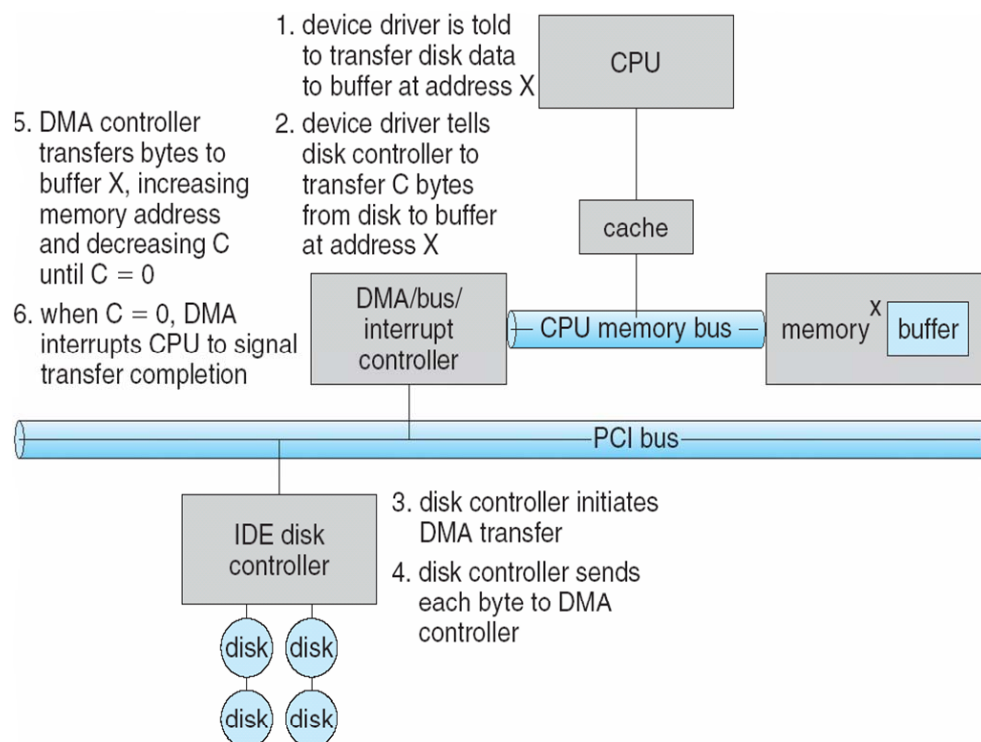 1. device driver is told
to transfer disk data
to buffer at address X
CPU
5. DMA controller
transfers bytes to
buffer X, increasing
memory address
and decreasing C
until C = 0
2. device driver tells
disk controller to
transfer C bytes
from disk to buffer
at address X
cache
6. when C = 0, DMA
interrupts CPU to signal
transfer completion
DMA/bus/
interrupt
controller
CPU memory bus
memory
X
buffer
PCI bus
IDE disk
controller
3. disk controller initiates
DMA transfer
4. disk controller sends
each byte to DMA
controller
disk
disk
disk
disk